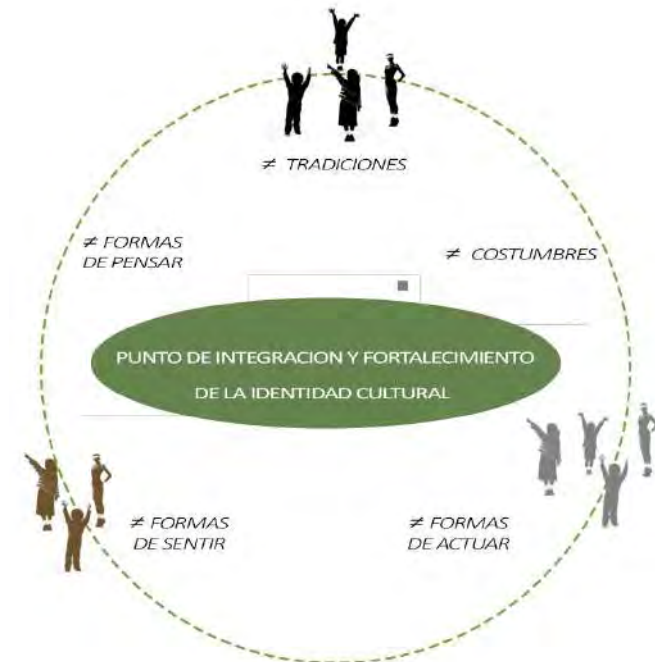 ≠ TRADICIONES
≠ FORMAS
DE PENSAR
≠ COSTUMBRES
PUNTO DE INTEGRACION Y FORTALECIMIENTO
DE LA IDENTIDAD CULTURAL
≠ FORMAS
DE SENTIR
≠ FORMAS
DE ACTUAR